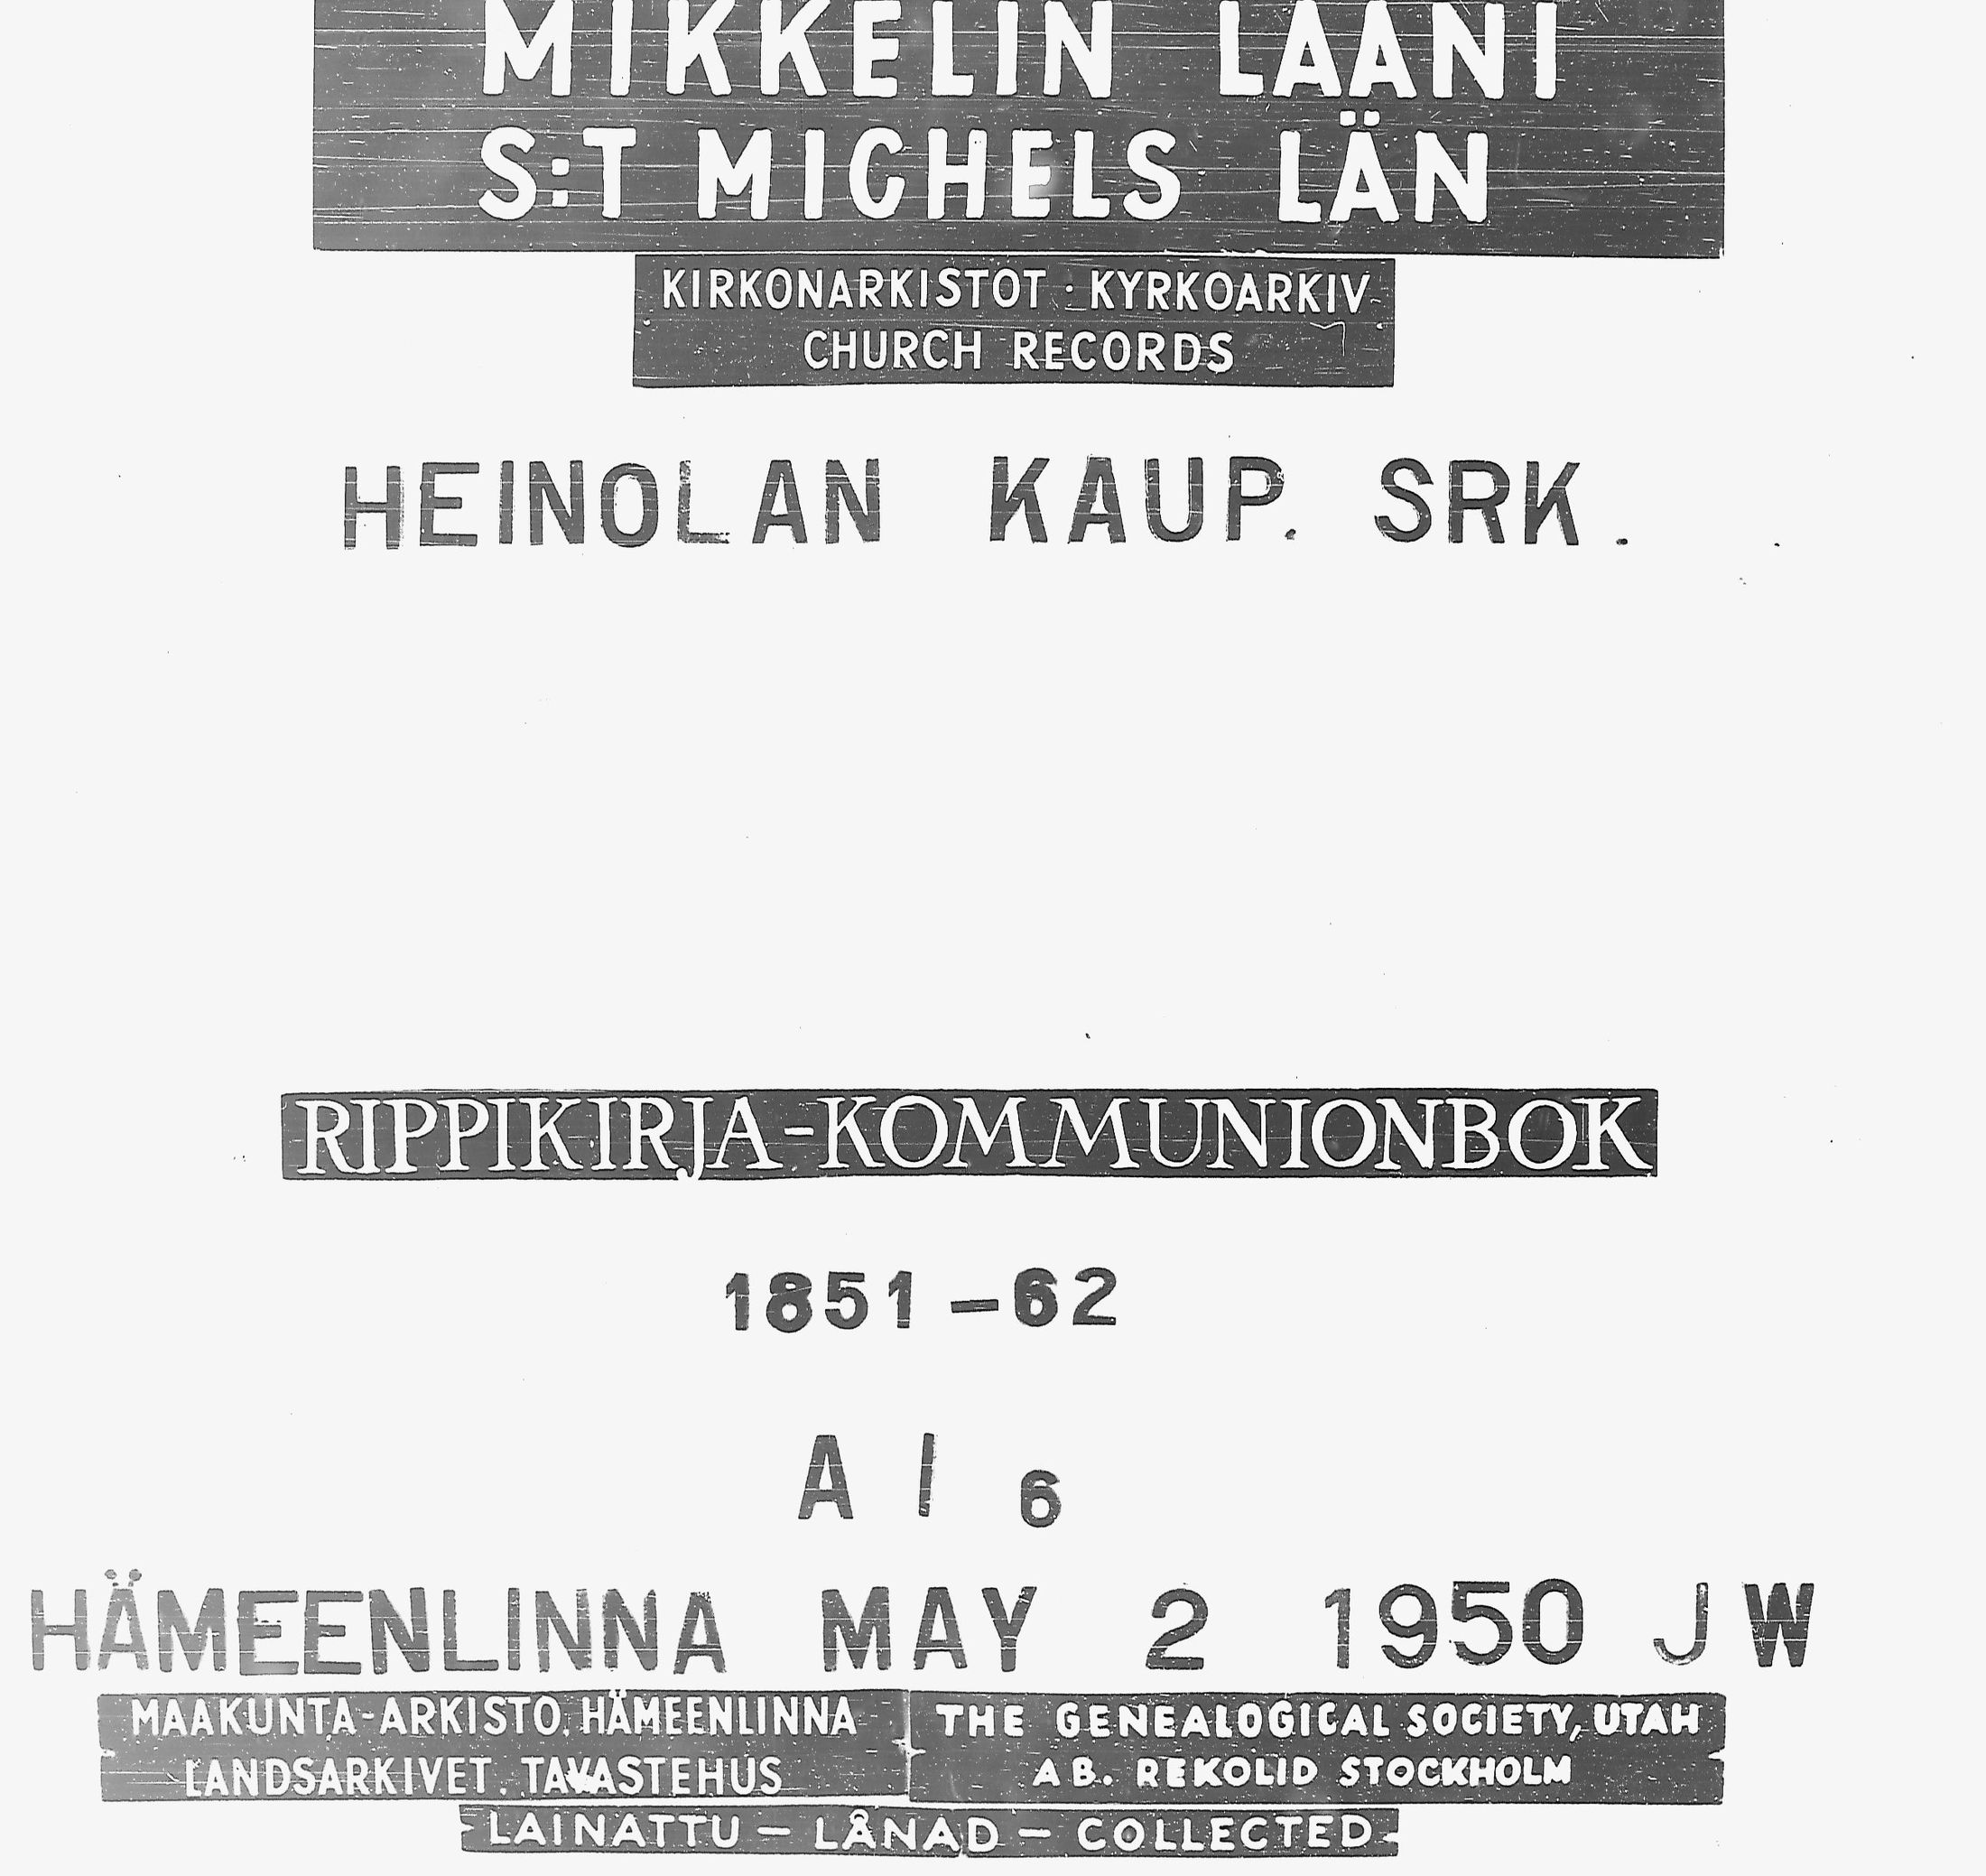 MIKKELIN LÄÄNI
S:T MICHELS LÄN
KIRKONARKISTOT : KYRKOARKIV
CHURCH RECORDS
HEINOLAN KAUP. SRK.
RIPPIKIRJA-KOMMUNIONBOK
1851-62
A I 6
HÄMEENLINNA MAY 2 1950 JW
MAAKUNTA-ARKISTO, HÄMEENLINNA
LANDSARKIVET. TAVASTEHUS
THE GENEALOGICAL SOCIETY, UTAH
AB. REKOLID STOCKHOLM
LAINATTU - LÅNAD - COLLECTED